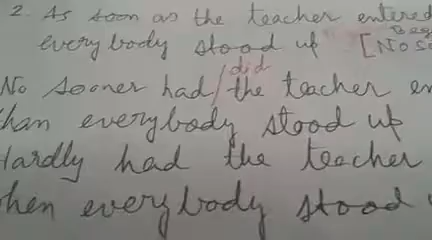 2. As soon as the teacher entered
everybody stood up [No so
Beg
did
No sooner had/the teacher en
than everybody stood up
Hardly had the teacher
when everybody stood